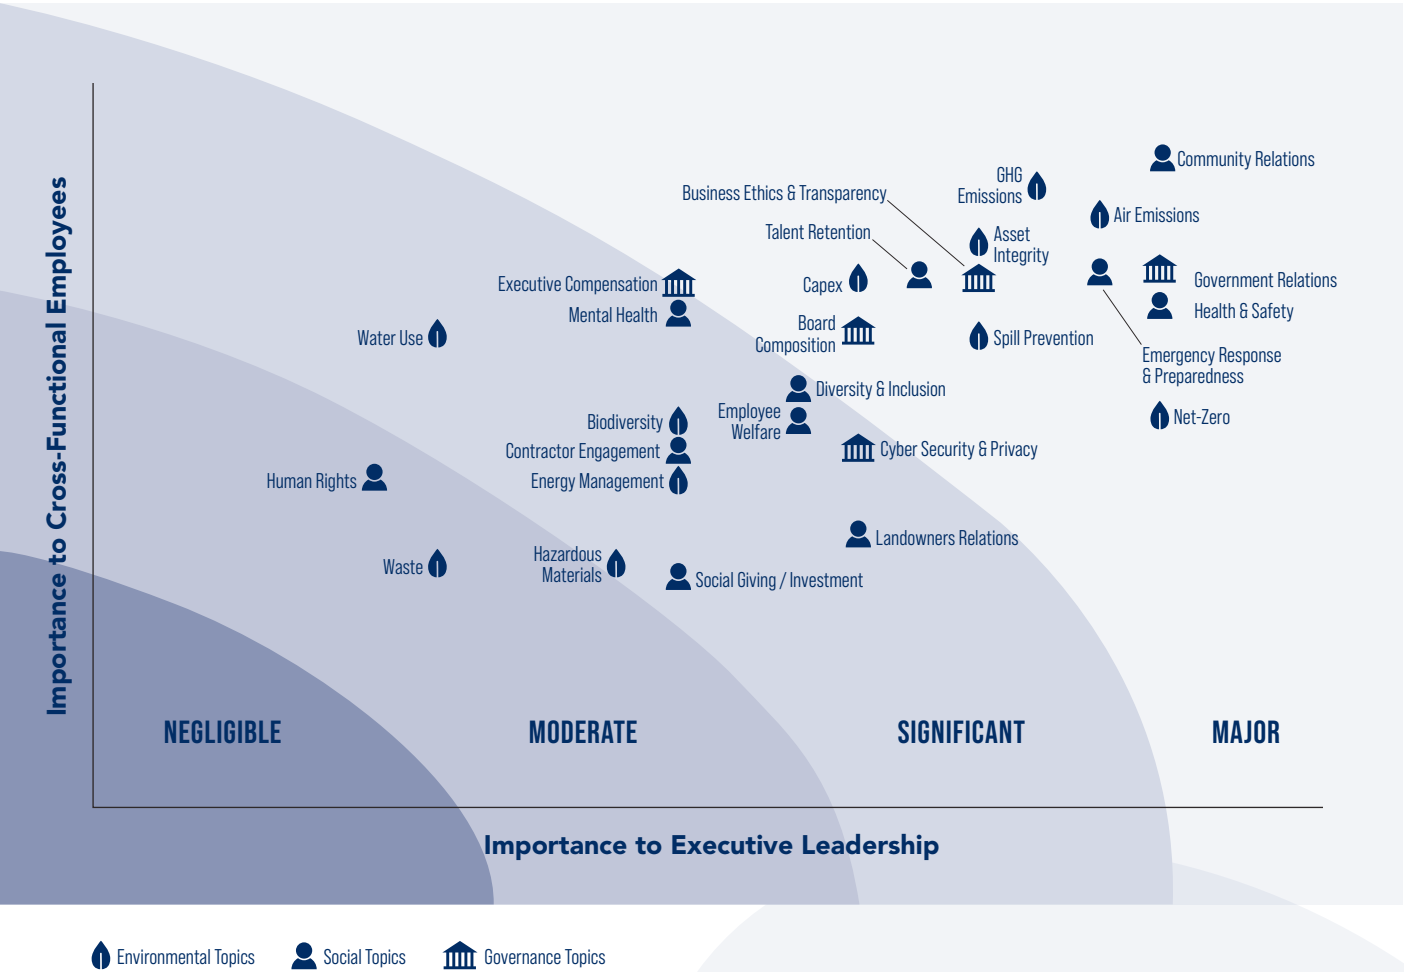 Importance to Cross-Functional Employees
Community Relations
GHG
Emissions
Business Ethics & Transparency
Air Emissions
Talent Retention
Asset
Integrity
Executive Compensation
Capex
Government Relations
Mental Health
Health & Safety
Board
Composition
Water Use
Spill Prevention
Emergency Response
& Preparedness
Diversity & Inclusion
Employee
Welfare
Net-Zero
Biodiversity
Contractor Engagement
Cyber Security & Privacy
Human Rights
Energy Management
Landowners Relations
Waste
Hazardous
Materials
Social Giving / Investment
NEGLIGIBLE
MODERATE
SIGNIFICANT
MAJOR
Importance to Executive Leadership
Environmental Topics
Social Topics
Governance Topics